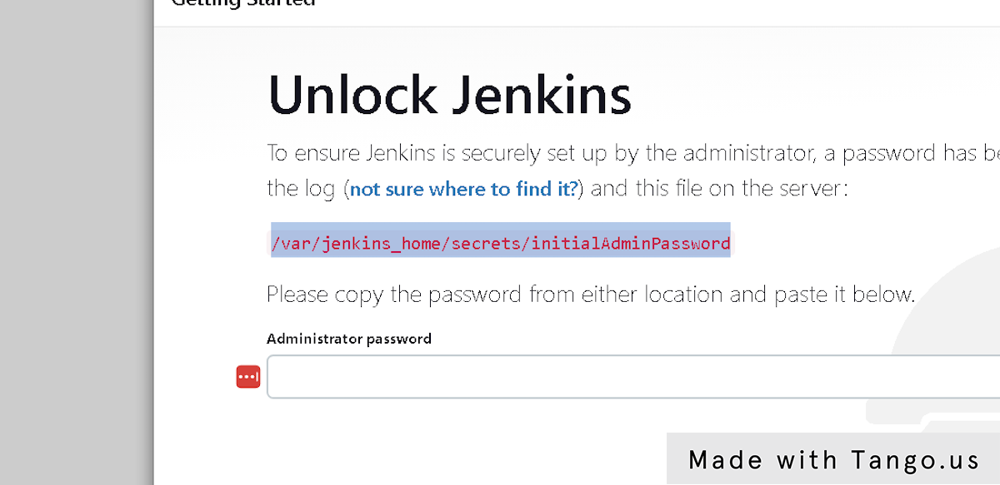 Getting Started
Unlock Jenkins
To ensure Jenkins is securely set up by the administrator, a password has
the log (not sure where to find it?) and this file on the server:
/var/jenkins_home/secrets/initialAdminPassword
Please copy the password from either location and paste it below.
Administrator password
Made with Tango.us